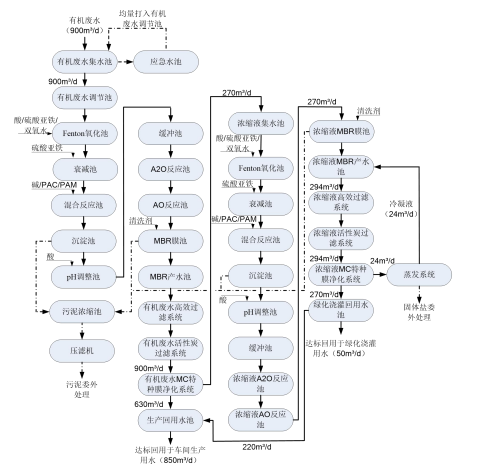 有机废水
(900m³/d)
均量打入有机
废水调节池
有机废水集水池
应急水池
900m³/d
有机废水调节池
酸/硫酸亚铁/
双氧水
Fenton氧化池
硫酸亚铁
衰减池
碱/PAC/PAM
混合反应池
沉淀池
酸
pH调整池
污泥浓缩池
压滤机
污泥委外
处理
缓冲池
A2O反应池
AO反应池
清洗剂
MBR膜池
MBR产水池
有机废水高效过
滤系统
有机废水活性炭
过滤系统
900m³/d
有机废水MC特
种膜净化系统
630m³/d
生产回用水池
达标回用于车间生产
用水(850m³/d)
270m³/d
浓缩液集水池
酸/硫酸亚铁/
双氧水
Fenton氧化池
硫酸亚铁
衰减池
碱/PAC/PAM
混合反应池
沉淀池
酸
pH调整池
缓冲池
浓缩液A2O反应
池
浓缩液AO反应
池
220m³/d
270m³/d
清洗剂
浓缩液MBR膜池
浓缩液MBR产水
池
294m³/d
浓缩液高效过滤
系统
浓缩液活性炭过
滤系统
294m³/d
浓缩液MC特种
膜净化系统
270m³/d
绿化浇灌回用水
池
达标回用于绿化浇灌
用水(50m³/d)
冷凝液
(24m³/d)
24m³/d
蒸发系统
固体盐委
外处理